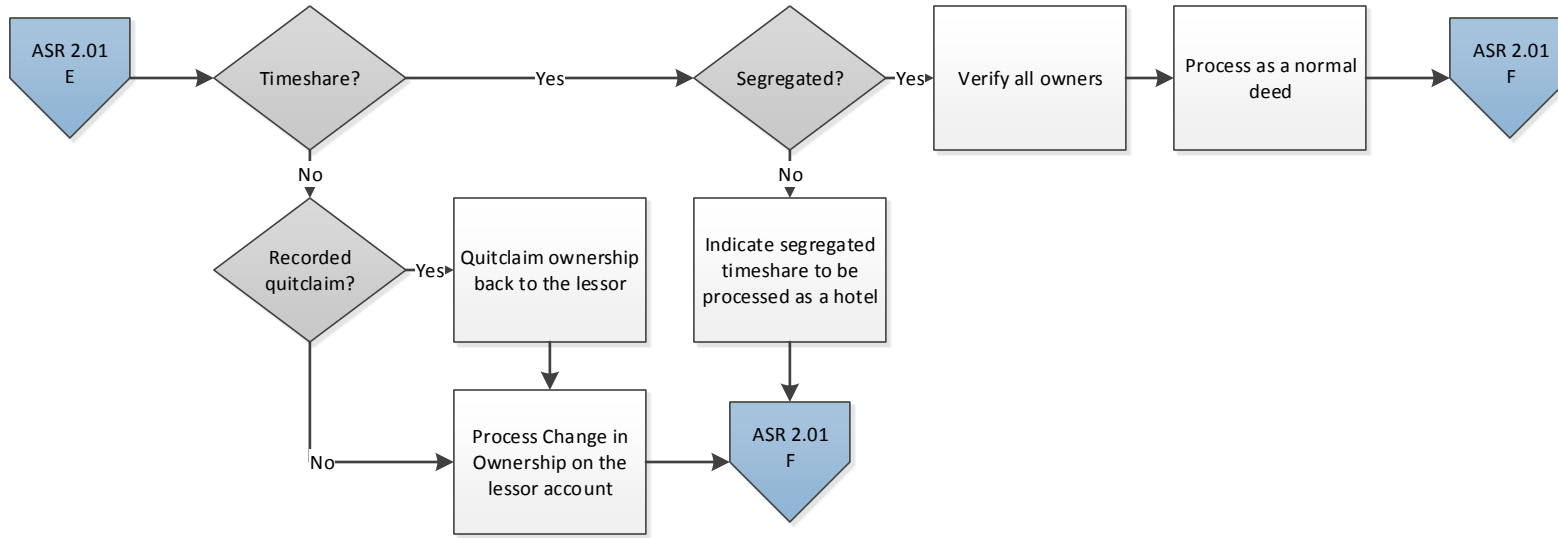 ASR 2.01
E
Timeshare?
Yes
Segregated?
Yes
Verify all owners
Process as a normal
deed
ASR 2.01
F
No
No
Recorded
quitclaim?
Yes
Quitclaim ownership
back to the lessor
Indicate segregated
timeshare to be
processed as a hotel
No
Process Change in
Ownership on the
lessor account
ASR 2.01
F